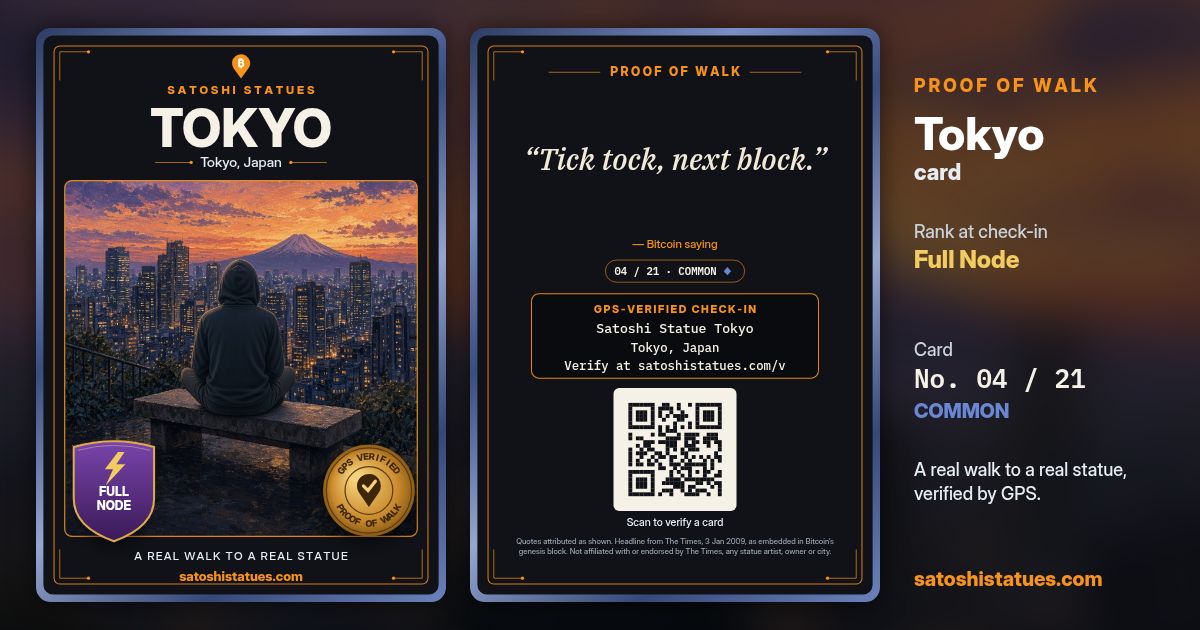 SATOSHI STATUES
TOKYO
Tokyo, Japan
FULL
NODE
GPS VERIFIED
PROOF OF WALK
A REAL WALK TO A REAL STATUE
satoshistatues.com
PROOF OF WALK
“Tick tock, next block.”
— Bitcoin saying
04 / 21 · COMMON
GPS-VERIFIED CHECK-IN
Satoshi Statue Tokyo
Tokyo, Japan
Verify at satoshistatues.com/v
Scan to verify a card
Quotes attributed as shown. Headline from The Times, 3 Jan 2009, as embedded in Bitcoin's
genesis block. Not affiliated with or endorsed by The Times, any statue artist, owner or city.
PROOF OF WALK
Tokyo
card
Rank at check-in
Full Node
Card
No. 04 / 21
COMMON
A real walk to a real statue,
verified by GPS.
satoshistatues.com